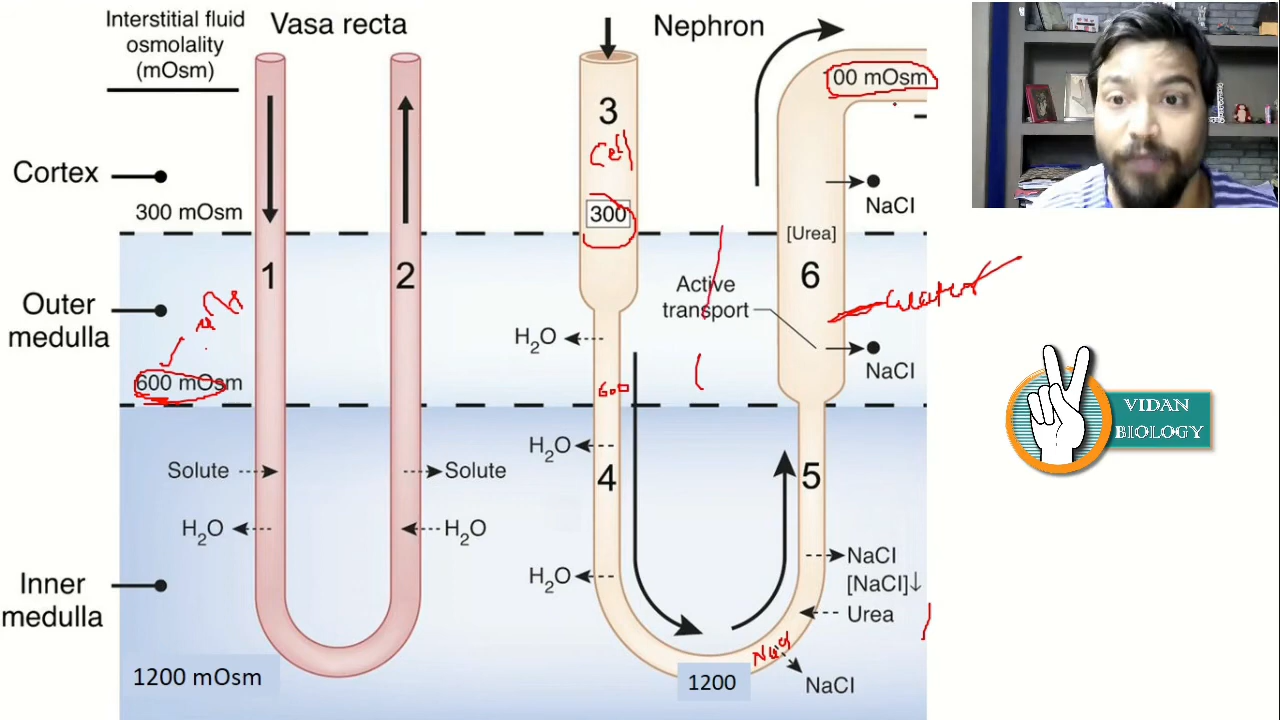 Interstitial fluid
osmolality
(mOsm)
Vasa recta
Nephron
Cortex
300 mOsm
Outer
medulla
600 mOsm
Inner
medulla
1200 mOsm
1
2
Solute
Solute
H₂O
H₂O
3
Cell
300
H₂O
600
H₂O
4
H₂O
1200
Active
transport
00 mOsm
NaCl
[Urea]
6
NaCl
5
NaCl
[NaCl]↓
Urea
NaCl
VIDAN
BIOLOGY